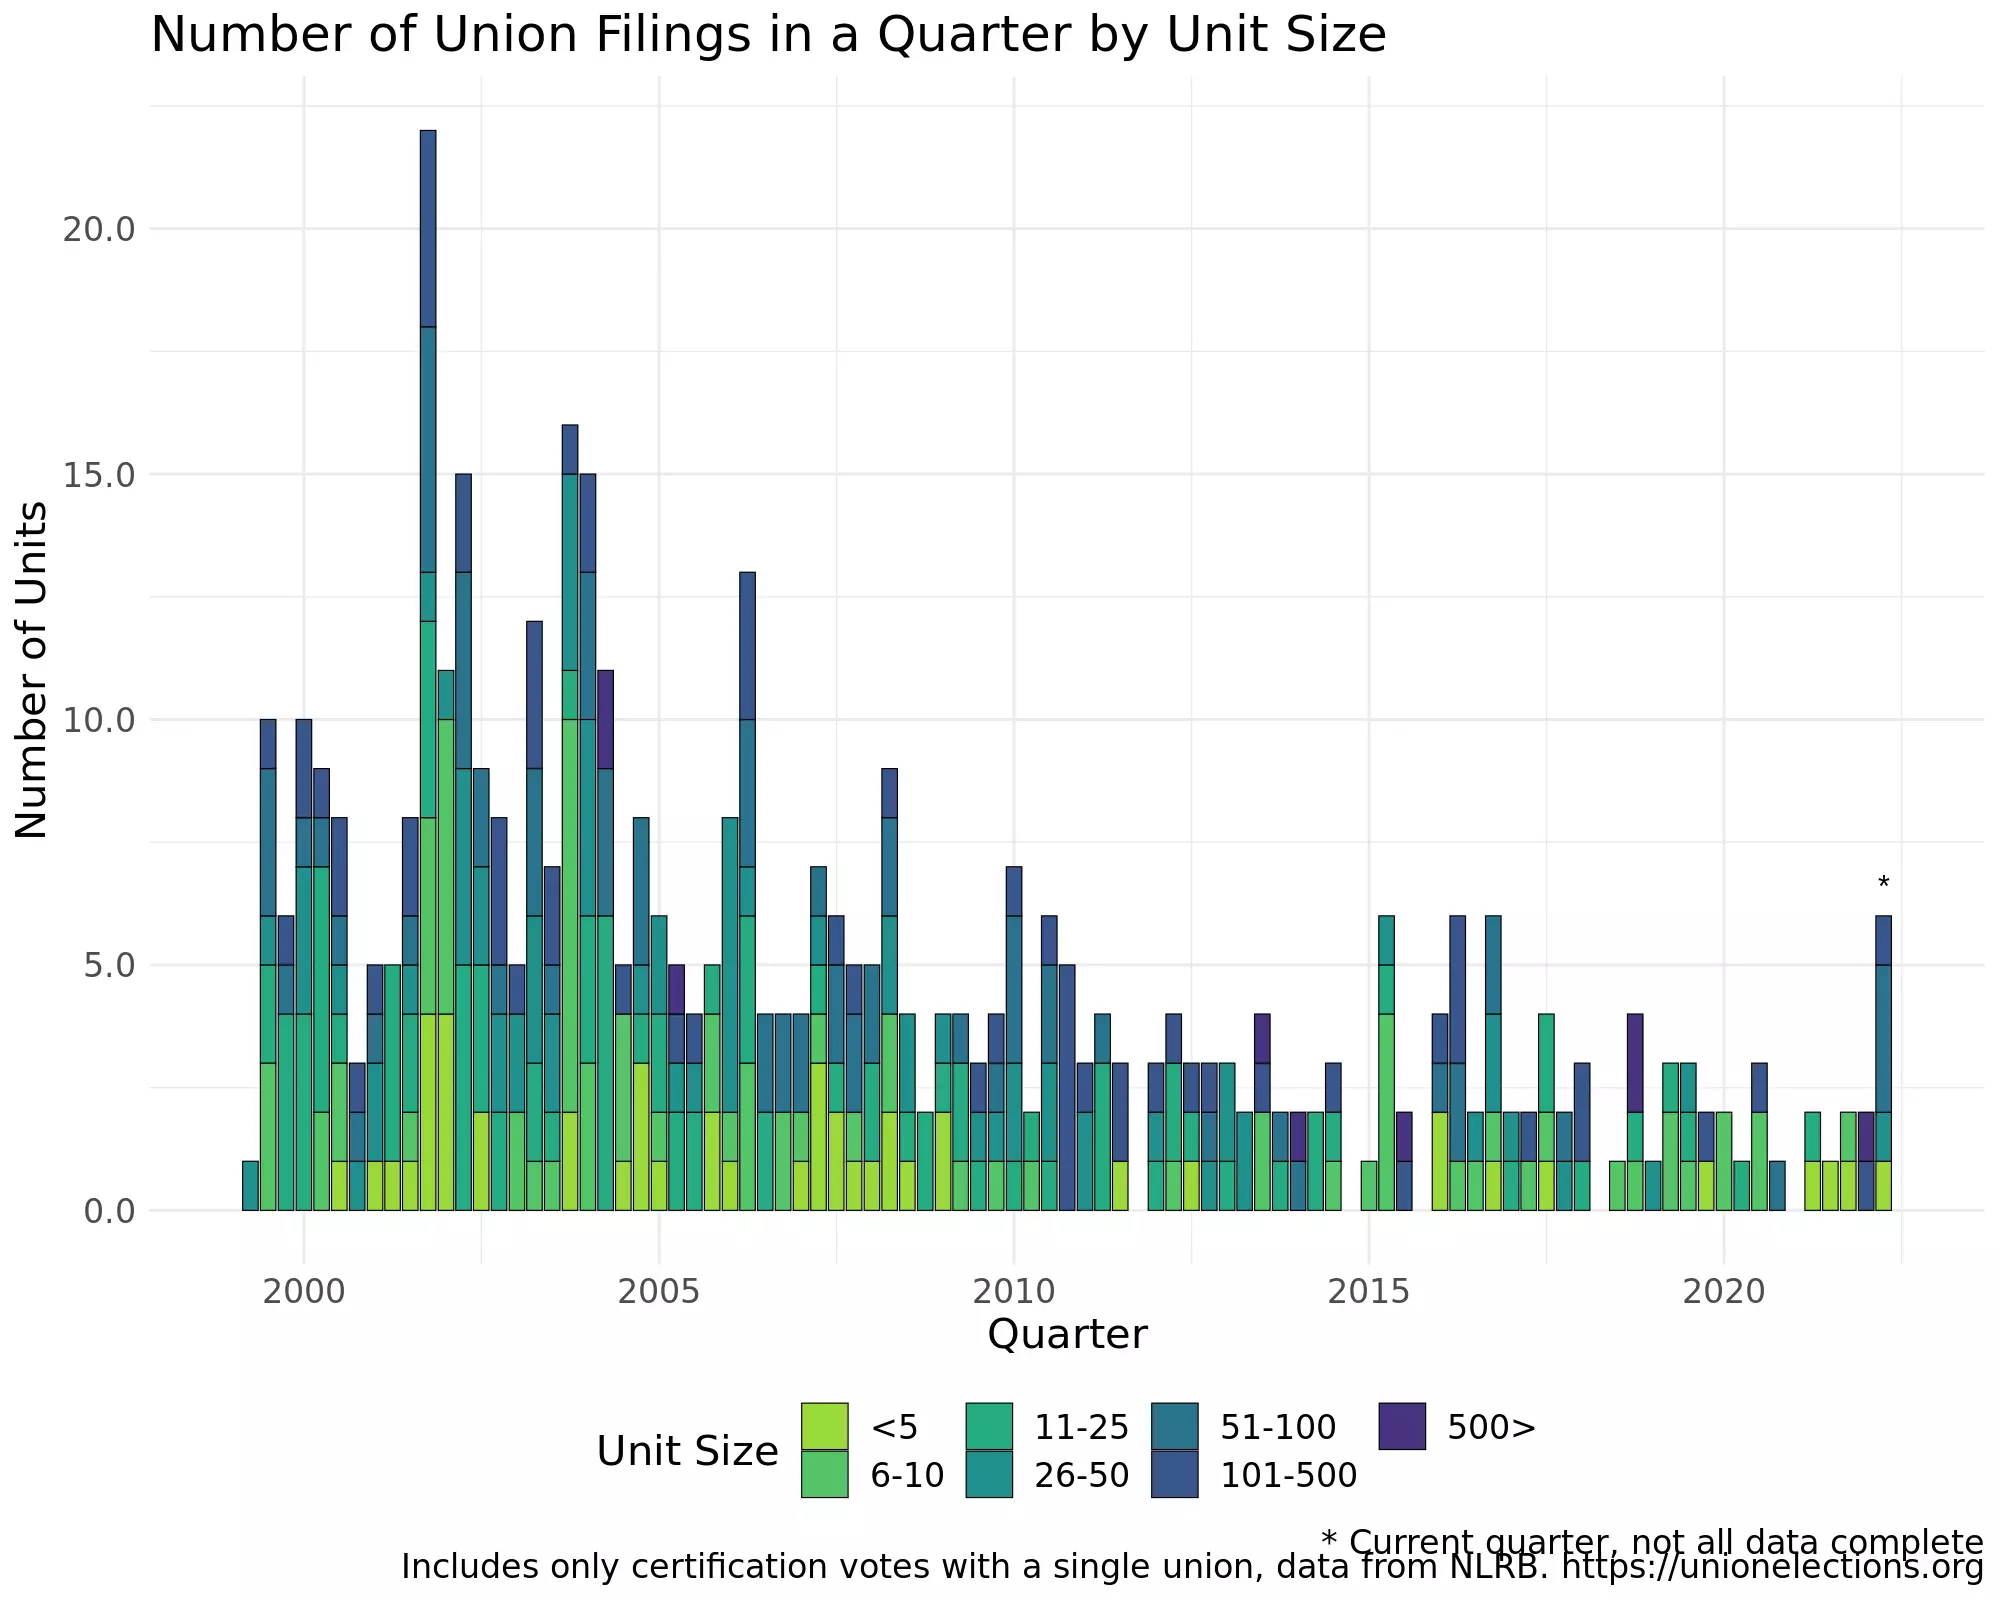 Number of Union Filings in a Quarter by Unit Size
Number of Units
20.0
15.0
10.0
5.0
0.0
*
2000 2005 2010 2015 2020
Quarter
Unit Size
<5 11-25 51-100 500>
6-10 26-50 101-500
* Current quarter, not all data complete
Includes only certification votes with a single union, data from NLRB. https://unionelections.org